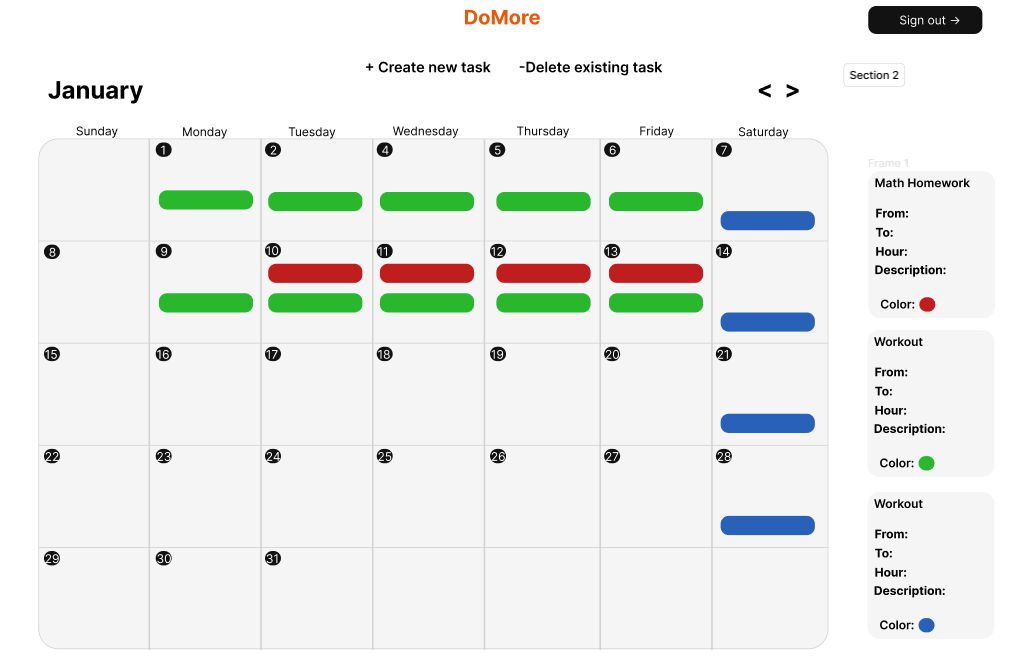 DoMore
Sign out →
+ Create new task -Delete existing task
Section 2
January
< >
Sunday Monday Tuesday Wednesday Thursday Friday Saturday
1 2 4 5 6 7
8 9 10 11 12 13 14
15 16 17 18 19 20 21
22 23 24 25 26 27 28
29 30 31
Frame 1
Math Homework
From:
To:
Hour:
Description:
Color:
Workout
From:
To:
Hour:
Description:
Color:
Workout
From:
To:
Hour:
Description:
Color: